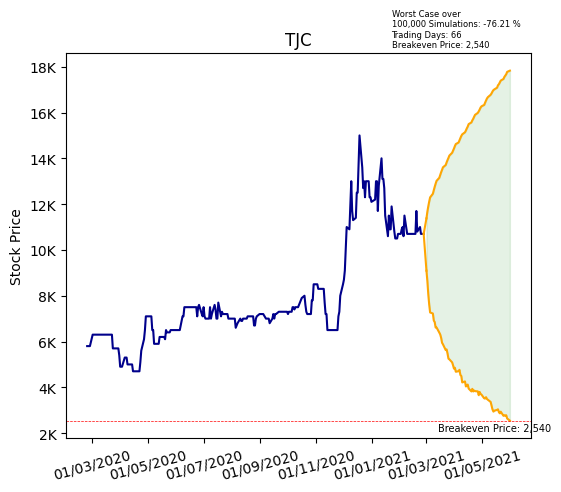 Worst Case over
100,000 Simulations: -76.21 %
Trading Days: 66
Breakeven Price: 2,540
TJC
Stock Price
18K
16K
14K
12K
10K
8K
6K
4K
2K
Breakeven Price: 2,540
01/03/2020
01/05/2020
01/07/2020
01/09/2020
01/11/2020
01/01/2021
01/03/2021
01/05/2021